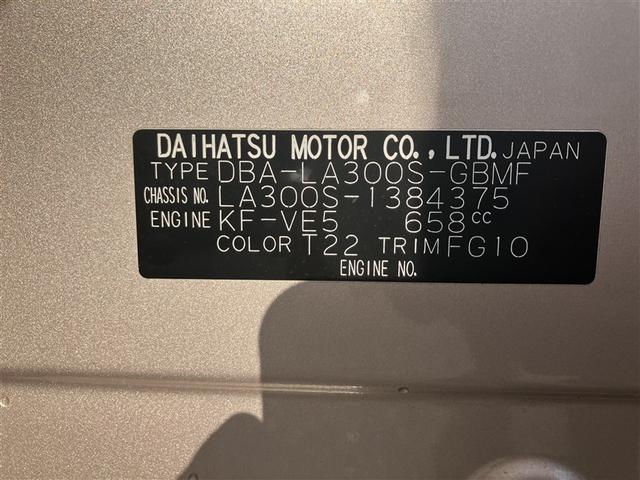 DAIHATSU MOTOR CO., LTD. JAPAN
TYPE DBA-LA300S-GBMF
CHASSIS NO. LA300S-1384375
ENGINE KF-VE5 658cc
COLOR T22 TRIM FG10
ENGINE NO.